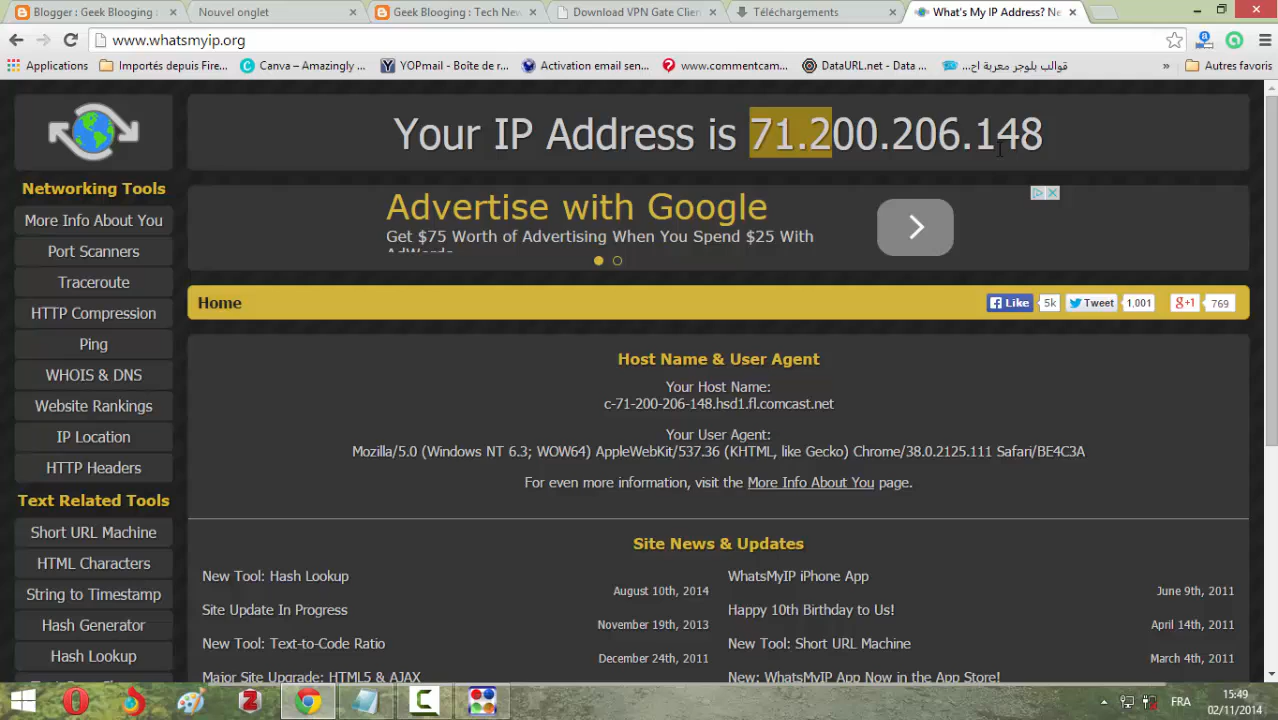 Blogger : Geek Blooging :
Nouvel onglet
Geek Blooging : Tech New
Download VPN Gate Clien
Téléchargements
What's My IP Address? Ne
www.whatsmyip.org
Applications
Importés depuis Fire...
Canva – Amazingly ...
YOPmail - Boîte de r...
Activation email sen...
www.commentcam...
DataURL.net - Data ...
قوالب بلوجر معربة اح...
»
Autres favoris
Your IP Address is 71.200.206.148
Networking Tools
More Info About You
Port Scanners
Traceroute
HTTP Compression
Ping
WHOIS & DNS
Website Rankings
IP Location
HTTP Headers
Text Related Tools
Short URL Machine
HTML Characters
String to Timestamp
Hash Generator
Hash Lookup
Advertise with Google
Get $75 Worth of Advertising When You Spend $25 With
AdWords
Home
Like
5k
Tweet
1,001
+1
769
Host Name & User Agent
Your Host Name:
c-71-200-206-148.hsd1.fl.comcast.net
Your User Agent:
Mozilla/5.0 (Windows NT 6.3; WOW64) AppleWebKit/537.36 (KHTML, like Gecko) Chrome/38.0.2125.111 Safari/BE4C3A
For even more information, visit the More Info About You page.
Site News & Updates
New Tool: Hash Lookup
August 10th, 2014
Site Update In Progress
November 19th, 2013
New Tool: Text-to-Code Ratio
December 24th, 2011
Major Site Upgrade: HTML5 & AJAX
WhatsMyIP iPhone App
June 9th, 2011
Happy 10th Birthday to Us!
April 14th, 2011
New Tool: Short URL Machine
March 4th, 2011
New: WhatsMyIP App Now in the App Store!
FRA
15:49
02/11/2014